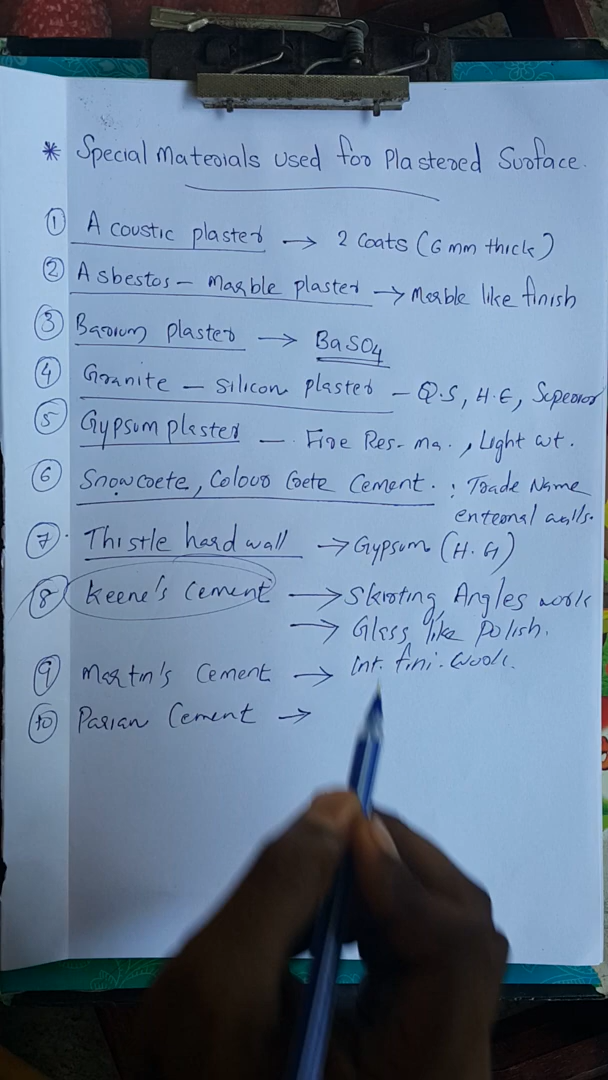 * Special Materials Used for Plastered Surface.
① Acoustic plaster → 2 Coats (6 mm thick)
② Asbestos - Marble plaster → Marble like finish
③ Barium plaster → BaSO4
④ Granite - silicon plaster - Q.S, H.E, Superior
⑤ Gypsum plaster - Fire Res- ma. , Light wt.
⑥ Snowcrete, Colour Crete Cement. : Trade Name
enternal walls.
⑦ Thistle hard wall → Gypsum (H.G)
⑧ Keene's Cement → Skirting, Angles work
→ Glass like Polish.
⑨ Martin's Cement → Int. fini. Work.
⑩ Parian Cement →